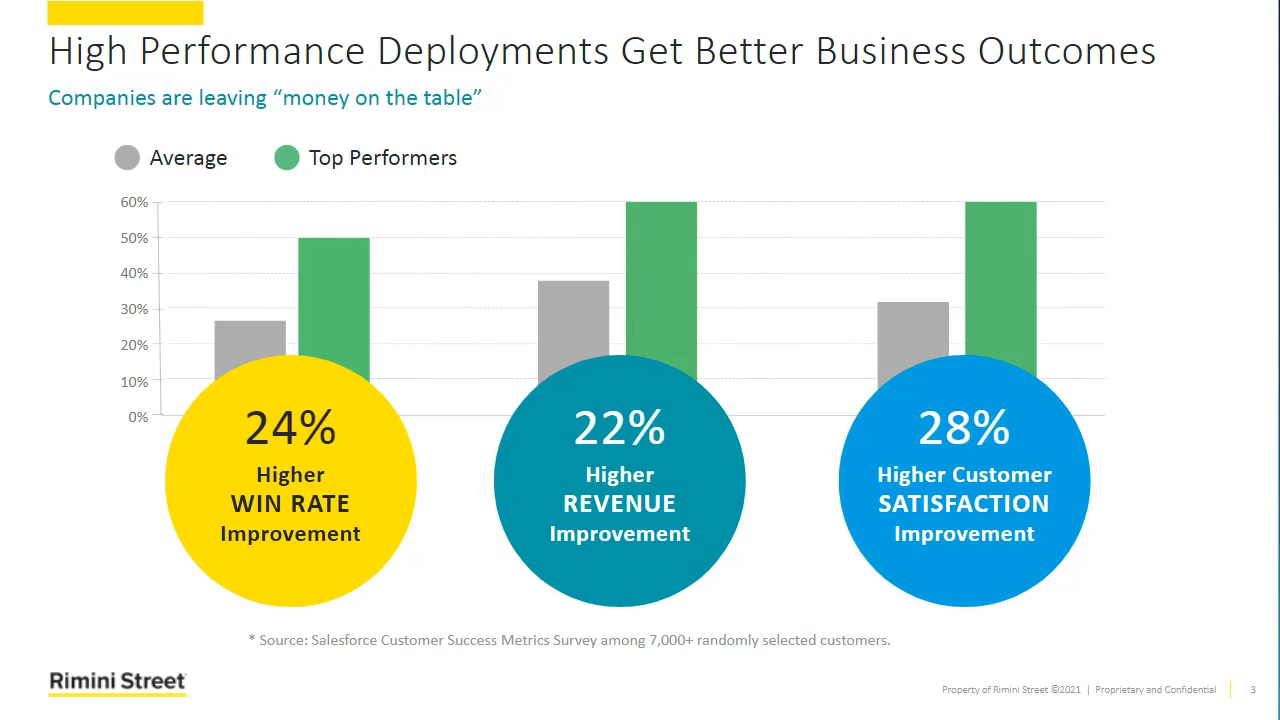 High Performance Deployments Get Better Business Outcomes
Companies are leaving “money on the table”
Average
Top Performers
60%
50%
40%
30%
20%
10%
0%
24%
Higher
WIN RATE
Improvement
22%
Higher
REVENUE
Improvement
28%
Higher Customer
SATISFACTION
Improvement
* Source: Salesforce Customer Success Metrics Survey among 7,000+ randomly selected customers.
Rimini Street
Property of Rimini Street ©2021 | Proprietary and Confidential
3